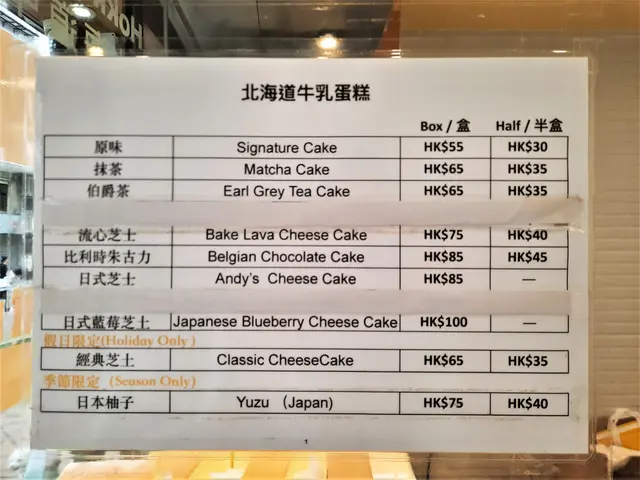 HOKK
北海道牛乳蛋糕
Box / 盒 Half / 半盒
原味 Signature Cake HK$55 HK$30
抹茶 Matcha Cake HK$65 HK$35
伯爵茶 Earl Grey Tea Cake HK$65 HK$35
流心芝士 Bake Lava Cheese Cake HK$75 HK$40
比利時朱古力 Belgian Chocolate Cake HK$85 HK$45
日式芝士 Andy's Cheese Cake HK$85 —
日式藍莓芝士 Japanese Blueberry Cheese Cake HK$100 —
假日限定(Holiday Only )
經典芝士 Classic CheeseCake HK$65 HK$35
季節限定 (Season Only)
日本柚子 Yuzu (Japan) HK$75 HK$40
1